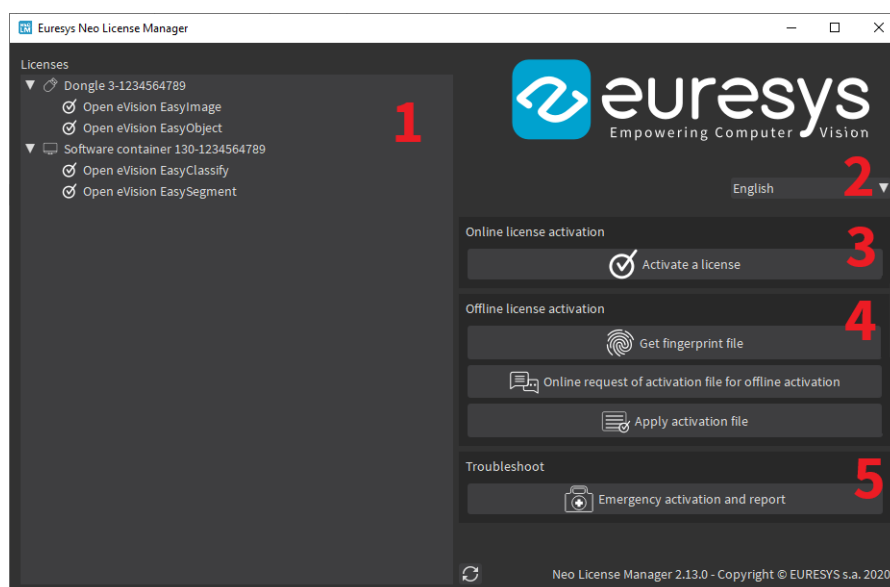 Euresys Neo License Manager
Licenses
Dongle 3-1234564789
Open eVision EasyImage
Open eVision EasyObject
Software container 130-1234564789
Open eVision EasyClassify
Open eVision EasySegment
1
NEO
LM
euresys
Empowering Computer Vision
2
English
Online license activation
3
Activate a license
Offline license activation
4
Get fingerprint file
Online request of activation file for offline activation
Apply activation file
Troubleshoot
5
Emergency activation and report
Neo License Manager 2.13.0 - Copyright © EURESYS s.a. 2020